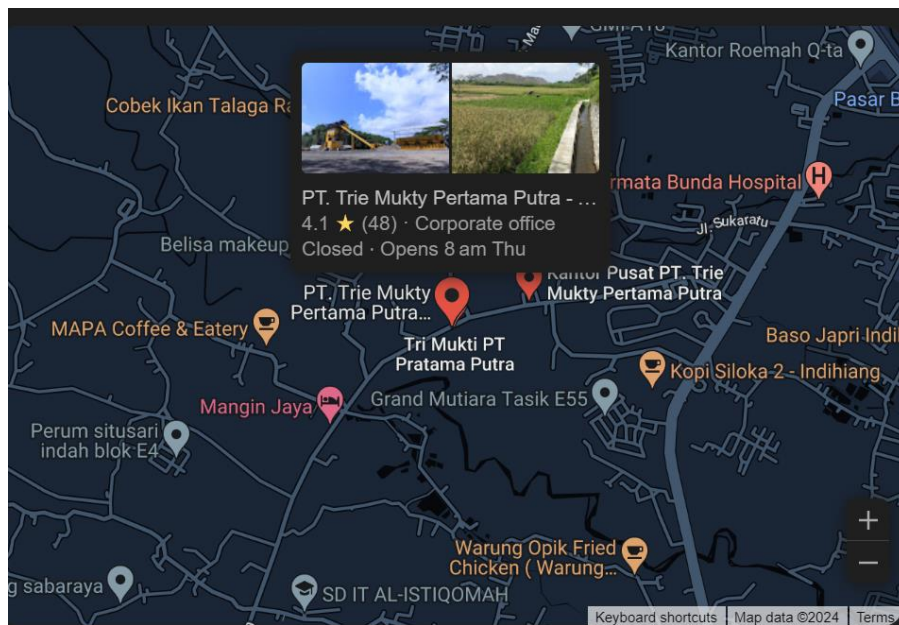 Kantor Roemah Q-ta
Cobek Ikan Talaga Ra
Pasar B
PT. Trie Mukty Pertama Putra - ...
4.1 ★ (48) · Corporate office
Closed · Opens 8 am Thu
rmata Bunda Hospital
H
Jl. Sukaratu
Belisa makeup
Kantor Pusat PT. Trie
Mukty Pertama Putra
PT. Trie Mukty
Pertama Putra...
Tri Mukti PT
Pratama Putra
MAPA Coffee & Eatery
Baso Japri Indi
Kopi Siloka 2 - Indihiang
Grand Mutiara Tasik E55
Mangin Jaya
Perum situsari
indah blok E4
Warung Opik Fried
Chicken ( Warung...
g sabaraya
SD IT AL-ISTIQOMAH
+
−
Keyboard shortcuts
Map data ©2024
Terms